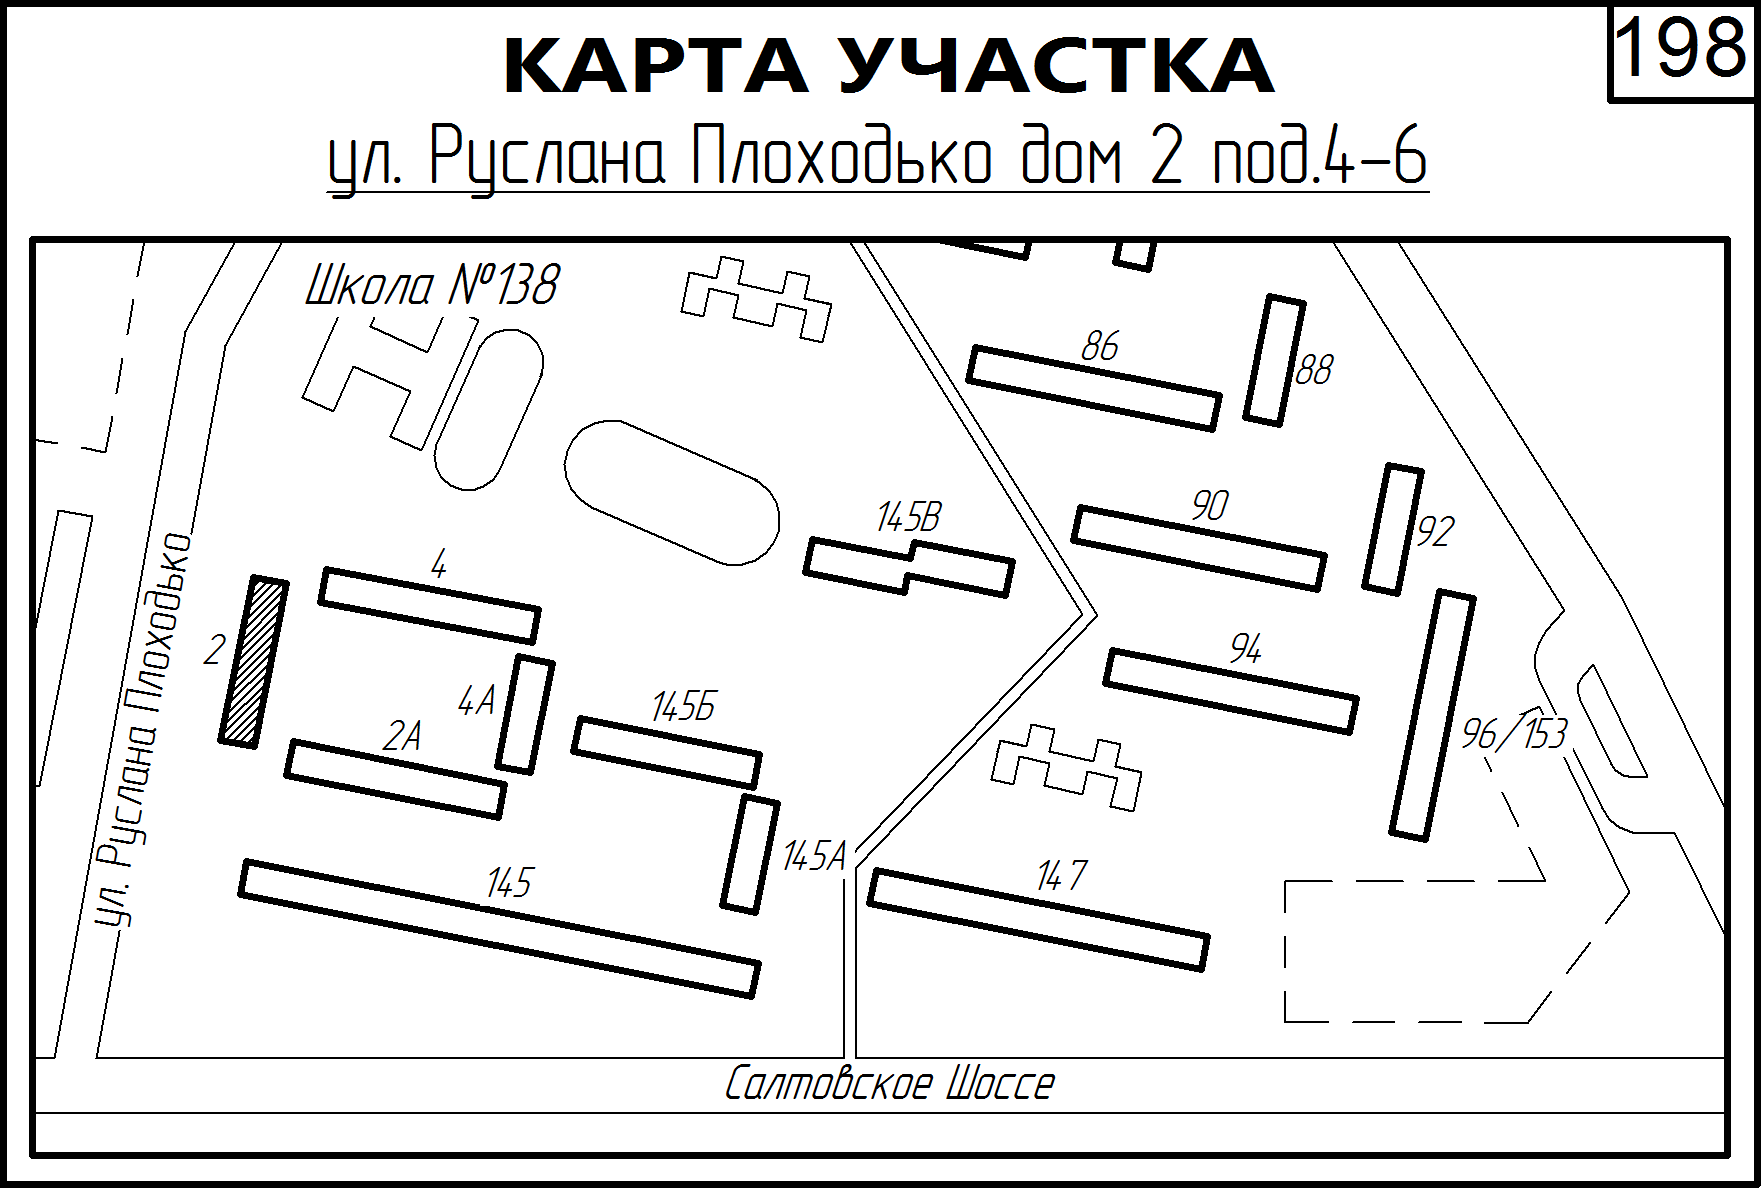 КАРТА УЧАСТКА
198
ул. Руслана Плоходько дом 2 под.4-6
Школа №138
86
88
145В
90
92
4
2
ул. Руслана Плоходько
94
4А
145Б
2А
96/153
145А
145
147
Салтовское Шоссе